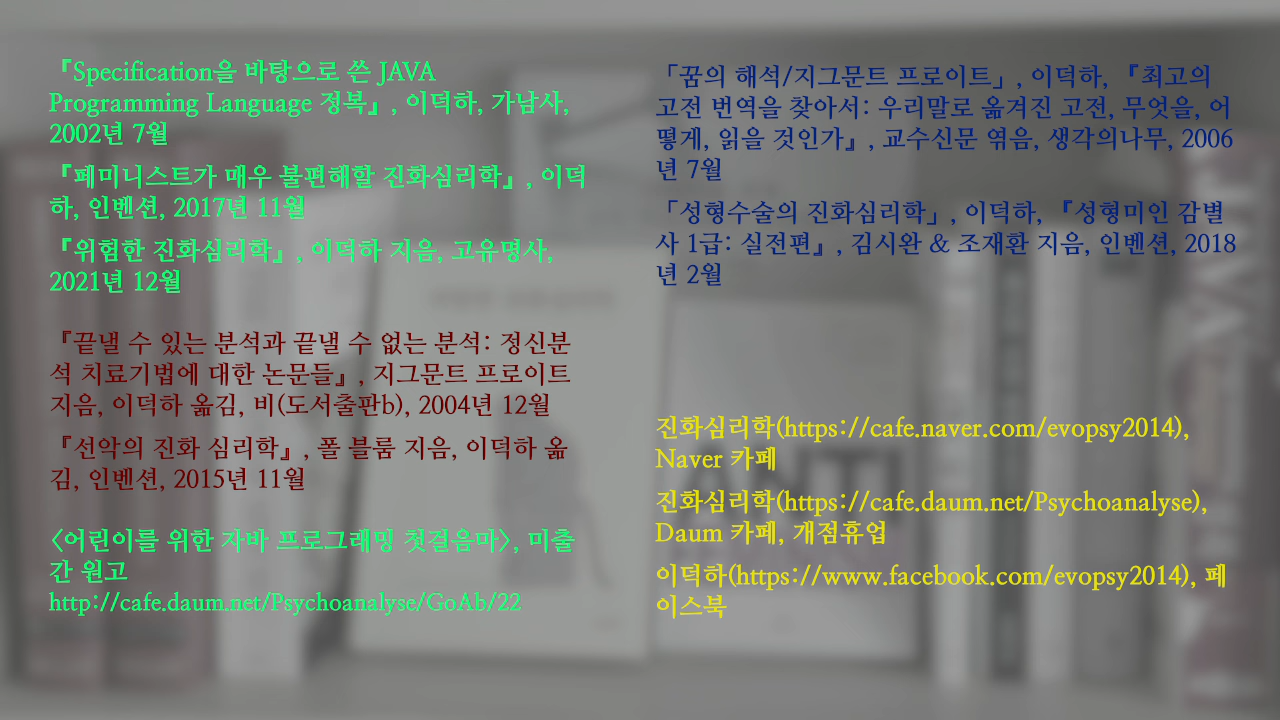 『Specification을 바탕으로 쓴 JAVA
Programming Language 정복』, 이덕하, 가남사,
2002년 7월
『페미니스트가 매우 불편해할 진화심리학』, 이덕
하, 인벤션, 2017년 11월
『위험한 진화심리학』, 이덕하 지음, 고유명사,
2021년 12월
『끝낼 수 있는 분석과 끝낼 수 없는 분석: 정신분
석 치료기법에 대한 논문들』, 지그문트 프로이트
지음, 이덕하 옮김, 비(도서출판b), 2004년 12월
『선악의 진화 심리학』, 폴 블룸 지음, 이덕하 옮
김, 인벤션, 2015년 11월
<어린이를 위한 자바 프로그래밍 첫걸음마>, 미출
간 원고
http://cafe.daum.net/Psychoanalyse/GoAb/22
「꿈의 해석/지그문트 프로이트」, 이덕하, 『최고의
고전 번역을 찾아서: 우리말로 옮겨진 고전, 무엇을, 어
떻게, 읽을 것인가』, 교수신문 엮음, 생각의나무, 2006
년 7월
「성형수술의 진화심리학」, 이덕하, 『성형미인 감별
사 1급: 실전편』, 김시완 & 조재환 지음, 인벤션, 2018
년 2월
진화심리학(https://cafe.naver.com/evopsy2014),
Naver 카페
진화심리학(https://cafe.daum.net/Psychoanalyse),
Daum 카페, 개점휴업
이덕하(https://www.facebook.com/evopsy2014), 페
이스북